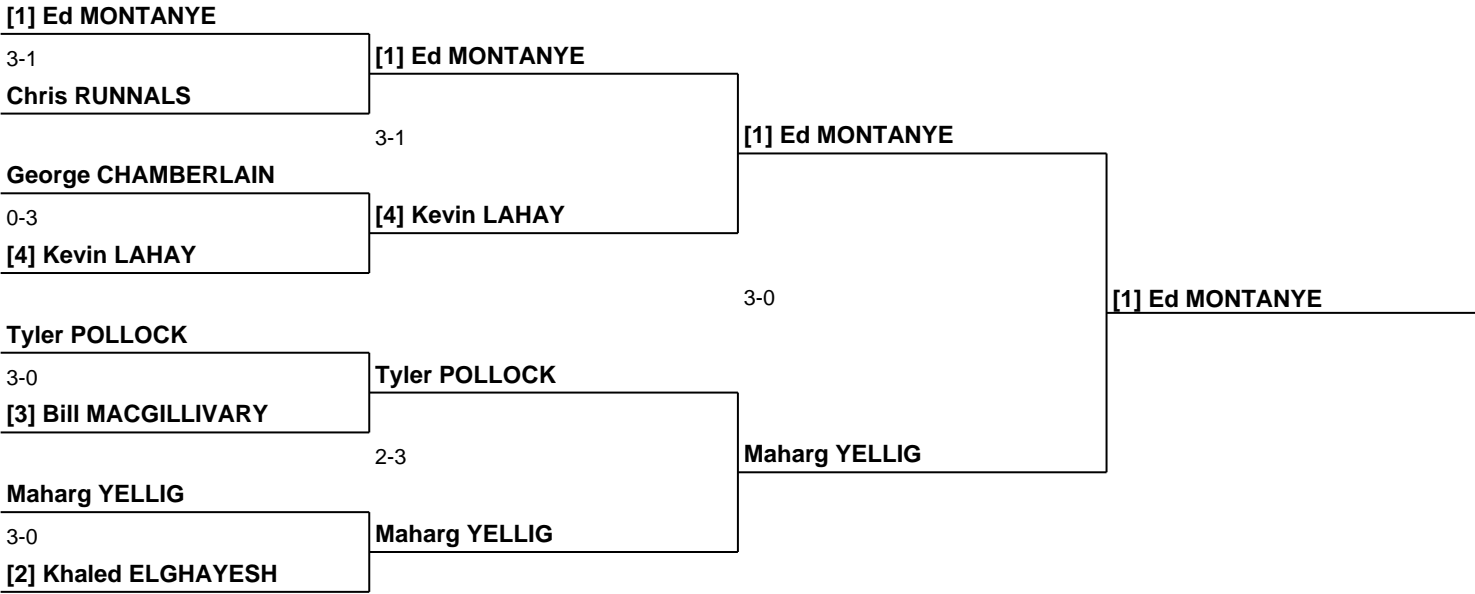 [1] Ed MONTANYE
3-1
Chris RUNNALS
George CHAMBERLAIN
0-3
[4] Kevin LAHAY
Tyler POLLOCK
3-0
[3] Bill MACGILLIVARY
Maharg YELLIG
3-0
[2] Khaled ELGHAYESH
[1] Ed MONTANYE
3-1
[4] Kevin LAHAY
Tyler POLLOCK
2-3
Maharg YELLIG
[1] Ed MONTANYE
3-0
Maharg YELLIG
[1] Ed MONTANYE